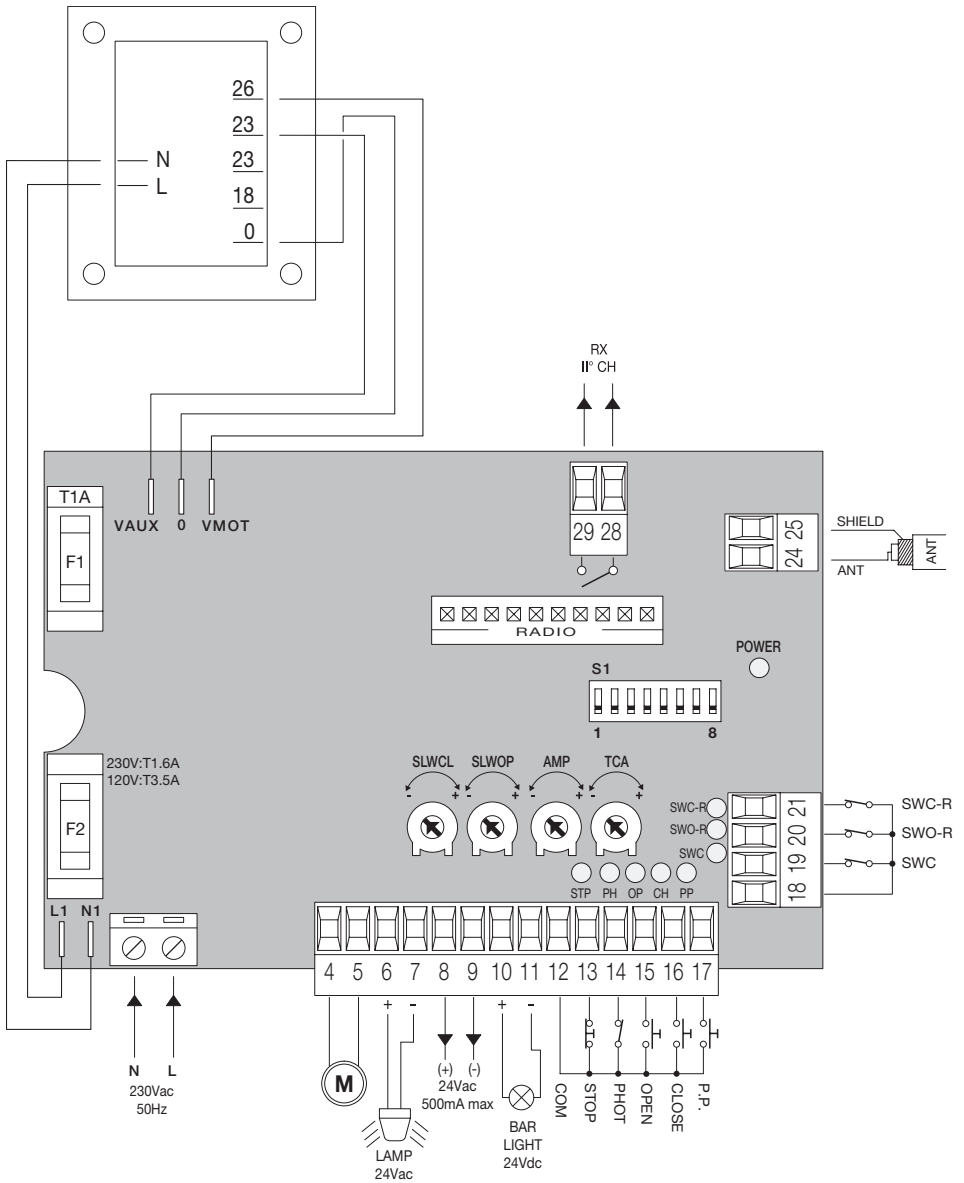 26
23
N
23
L
18
0
RX
II° CH
T1A
VAUX 0 VMOT
F1
29 28
24 25
SHIELD
ANT
ANT
RADIO
POWER
S1
1 8
230V:T1.6A
120V:T3.5A
F2
SLWCL SLWOP AMP TCA
- + - + - + - +
SWC-R
SWO-R
SWC
18 19 20 21
SWC-R
SWO-R
SWC
STP PH OP CH PP
L1 N1
4 5 6 7 8 9 10 11 12 13 14 15 16 17
+ - + -
N L
230Vac
50Hz
M
LAMP
24Vac
(+) (-)
24Vac
500mA max
BAR
LIGHT
24Vdc
COM
STOP
PHOT
OPEN
CLOSE
P.P.